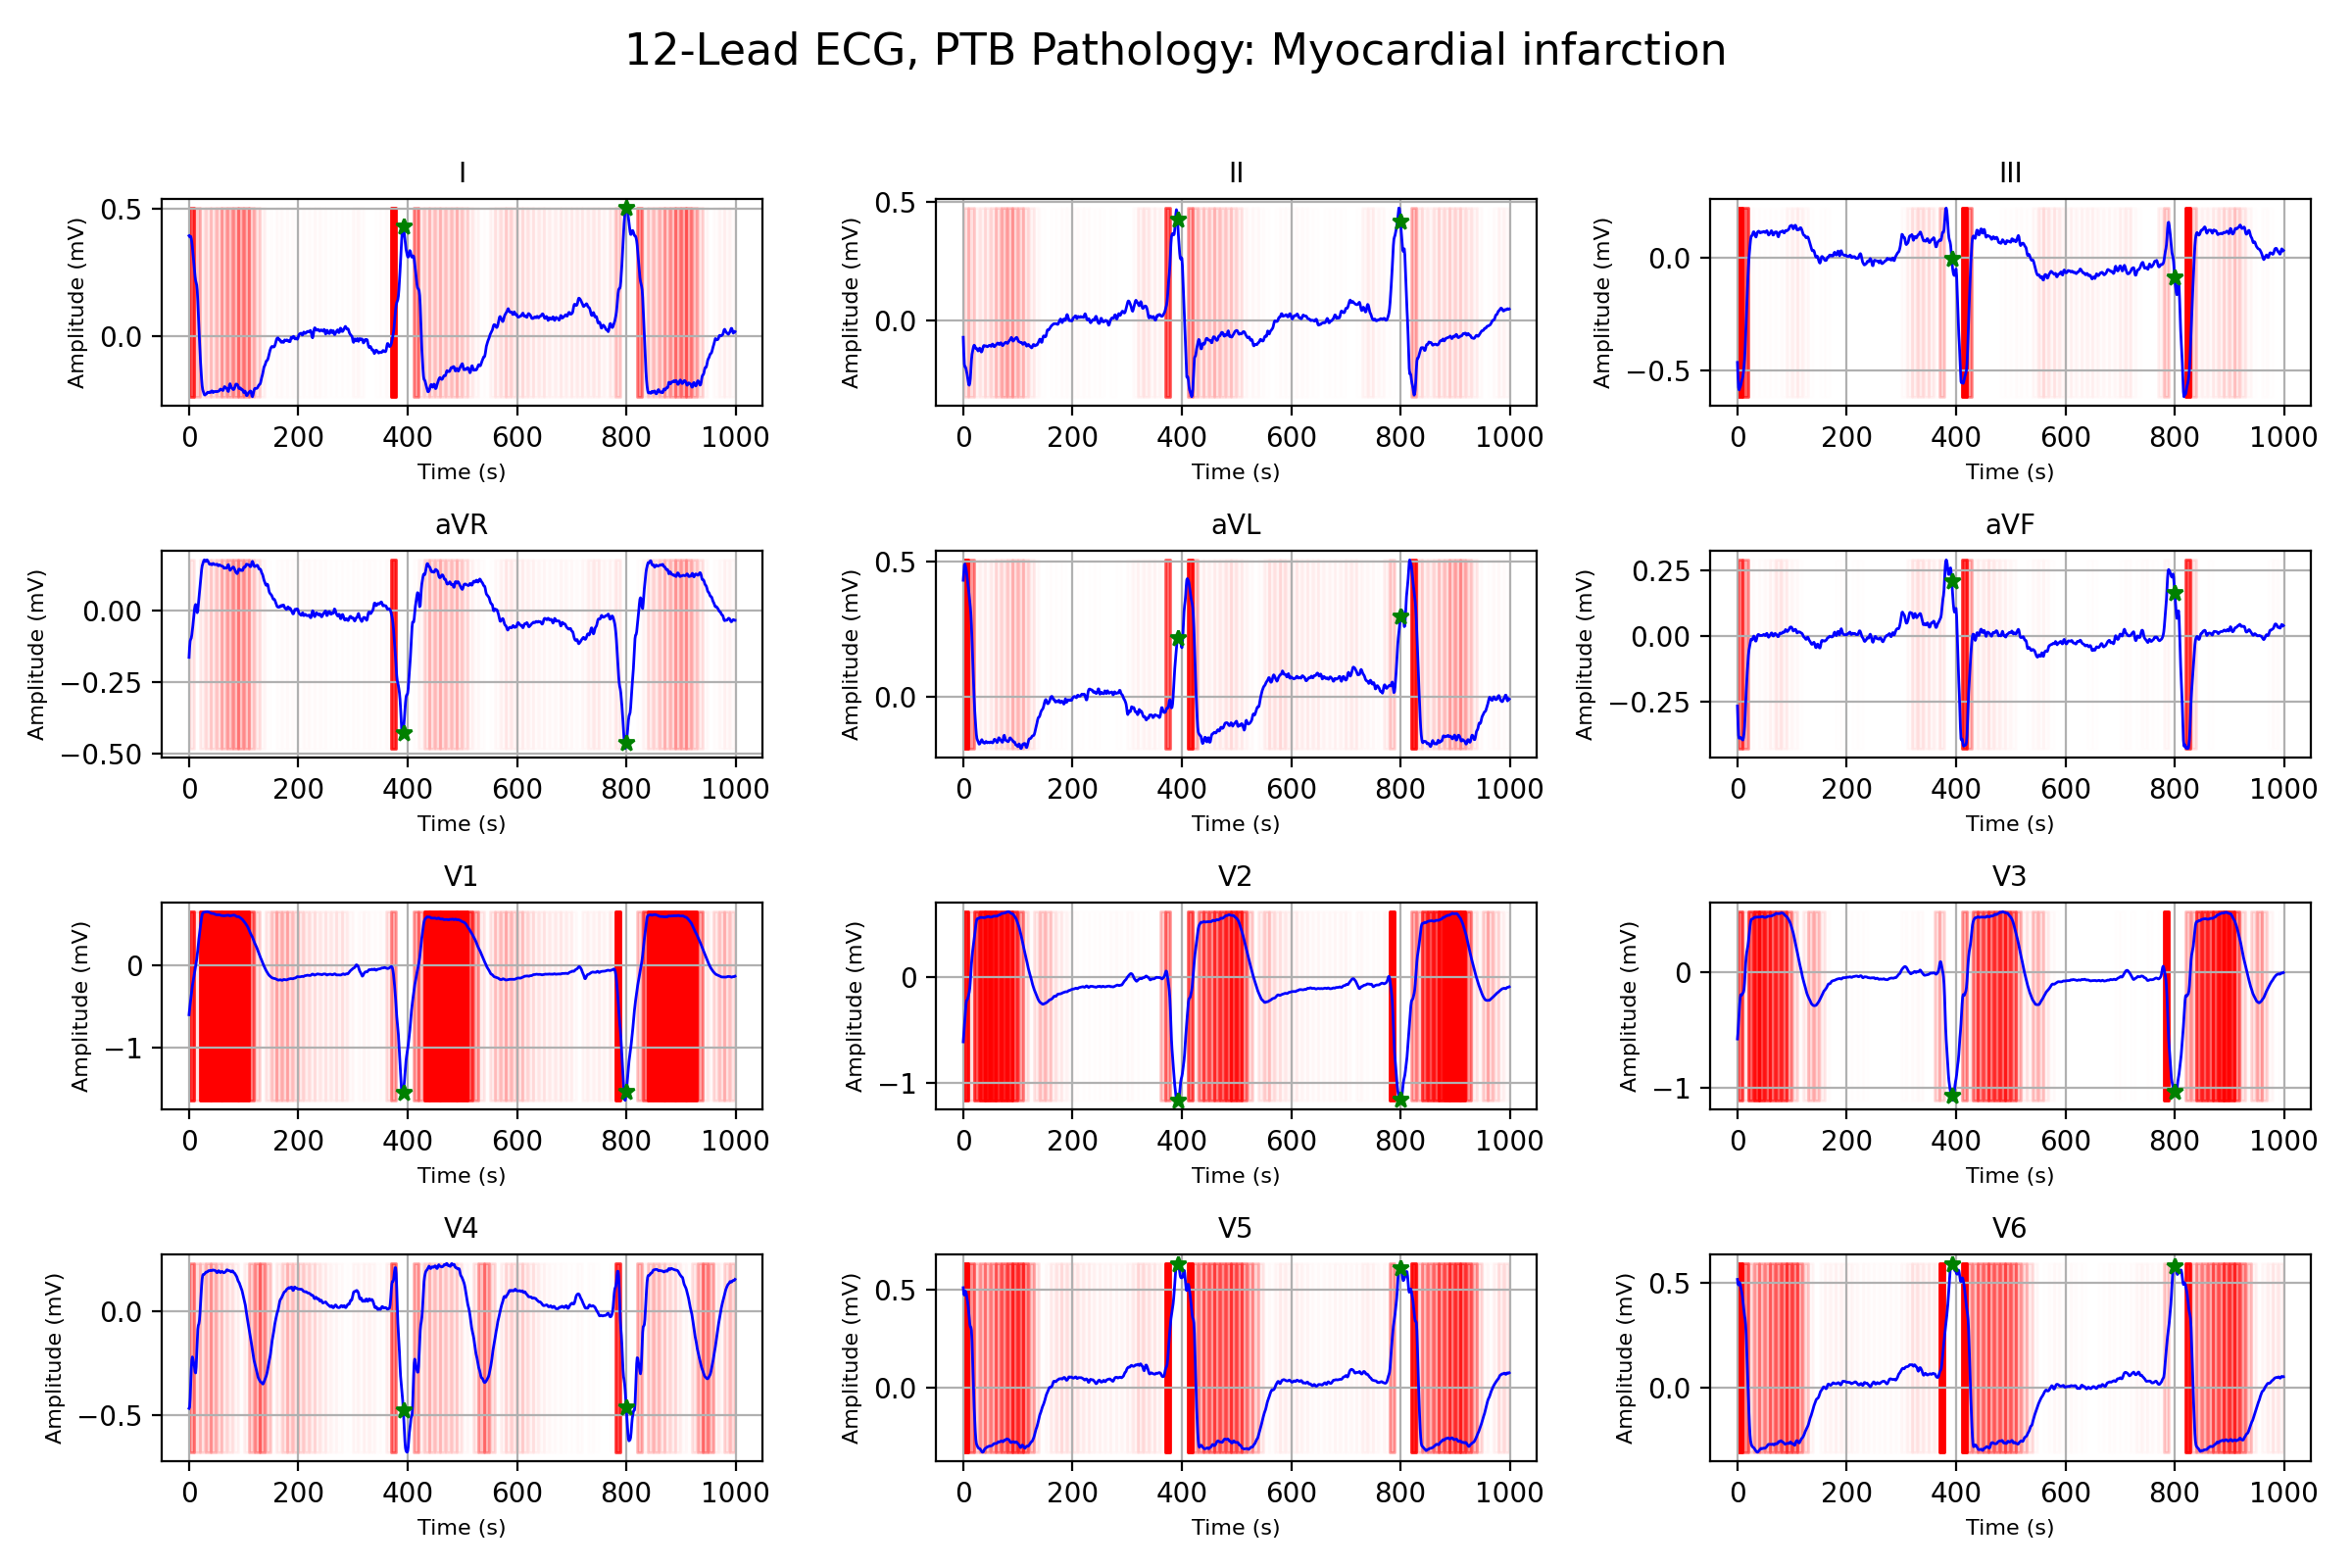 12-Lead ECG, PTB Pathology: Myocardial infarction
I
II
III
Amplitude (mV)
0.5
0.0
Amplitude (mV)
0.5
0.0
Amplitude (mV)
0.0
−0.5
0 200 400 600 800 1000
0 200 400 600 800 1000
0 200 400 600 800 1000
Time (s)
Time (s)
Time (s)
aVR
aVL
aVF
Amplitude (mV)
0.00
−0.25
−0.50
Amplitude (mV)
0.5
0.0
Amplitude (mV)
0.25
0.00
−0.25
0 200 400 600 800 1000
0 200 400 600 800 1000
0 200 400 600 800 1000
Time (s)
Time (s)
Time (s)
V1
V2
V3
Amplitude (mV)
0
−1
Amplitude (mV)
0
−1
Amplitude (mV)
0
−1
0 200 400 600 800 1000
0 200 400 600 800 1000
0 200 400 600 800 1000
Time (s)
Time (s)
Time (s)
V4
V5
V6
Amplitude (mV)
0.0
−0.5
Amplitude (mV)
0.5
0.0
Amplitude (mV)
0.5
0.0
0 200 400 600 800 1000
0 200 400 600 800 1000
0 200 400 600 800 1000
Time (s)
Time (s)
Time (s)